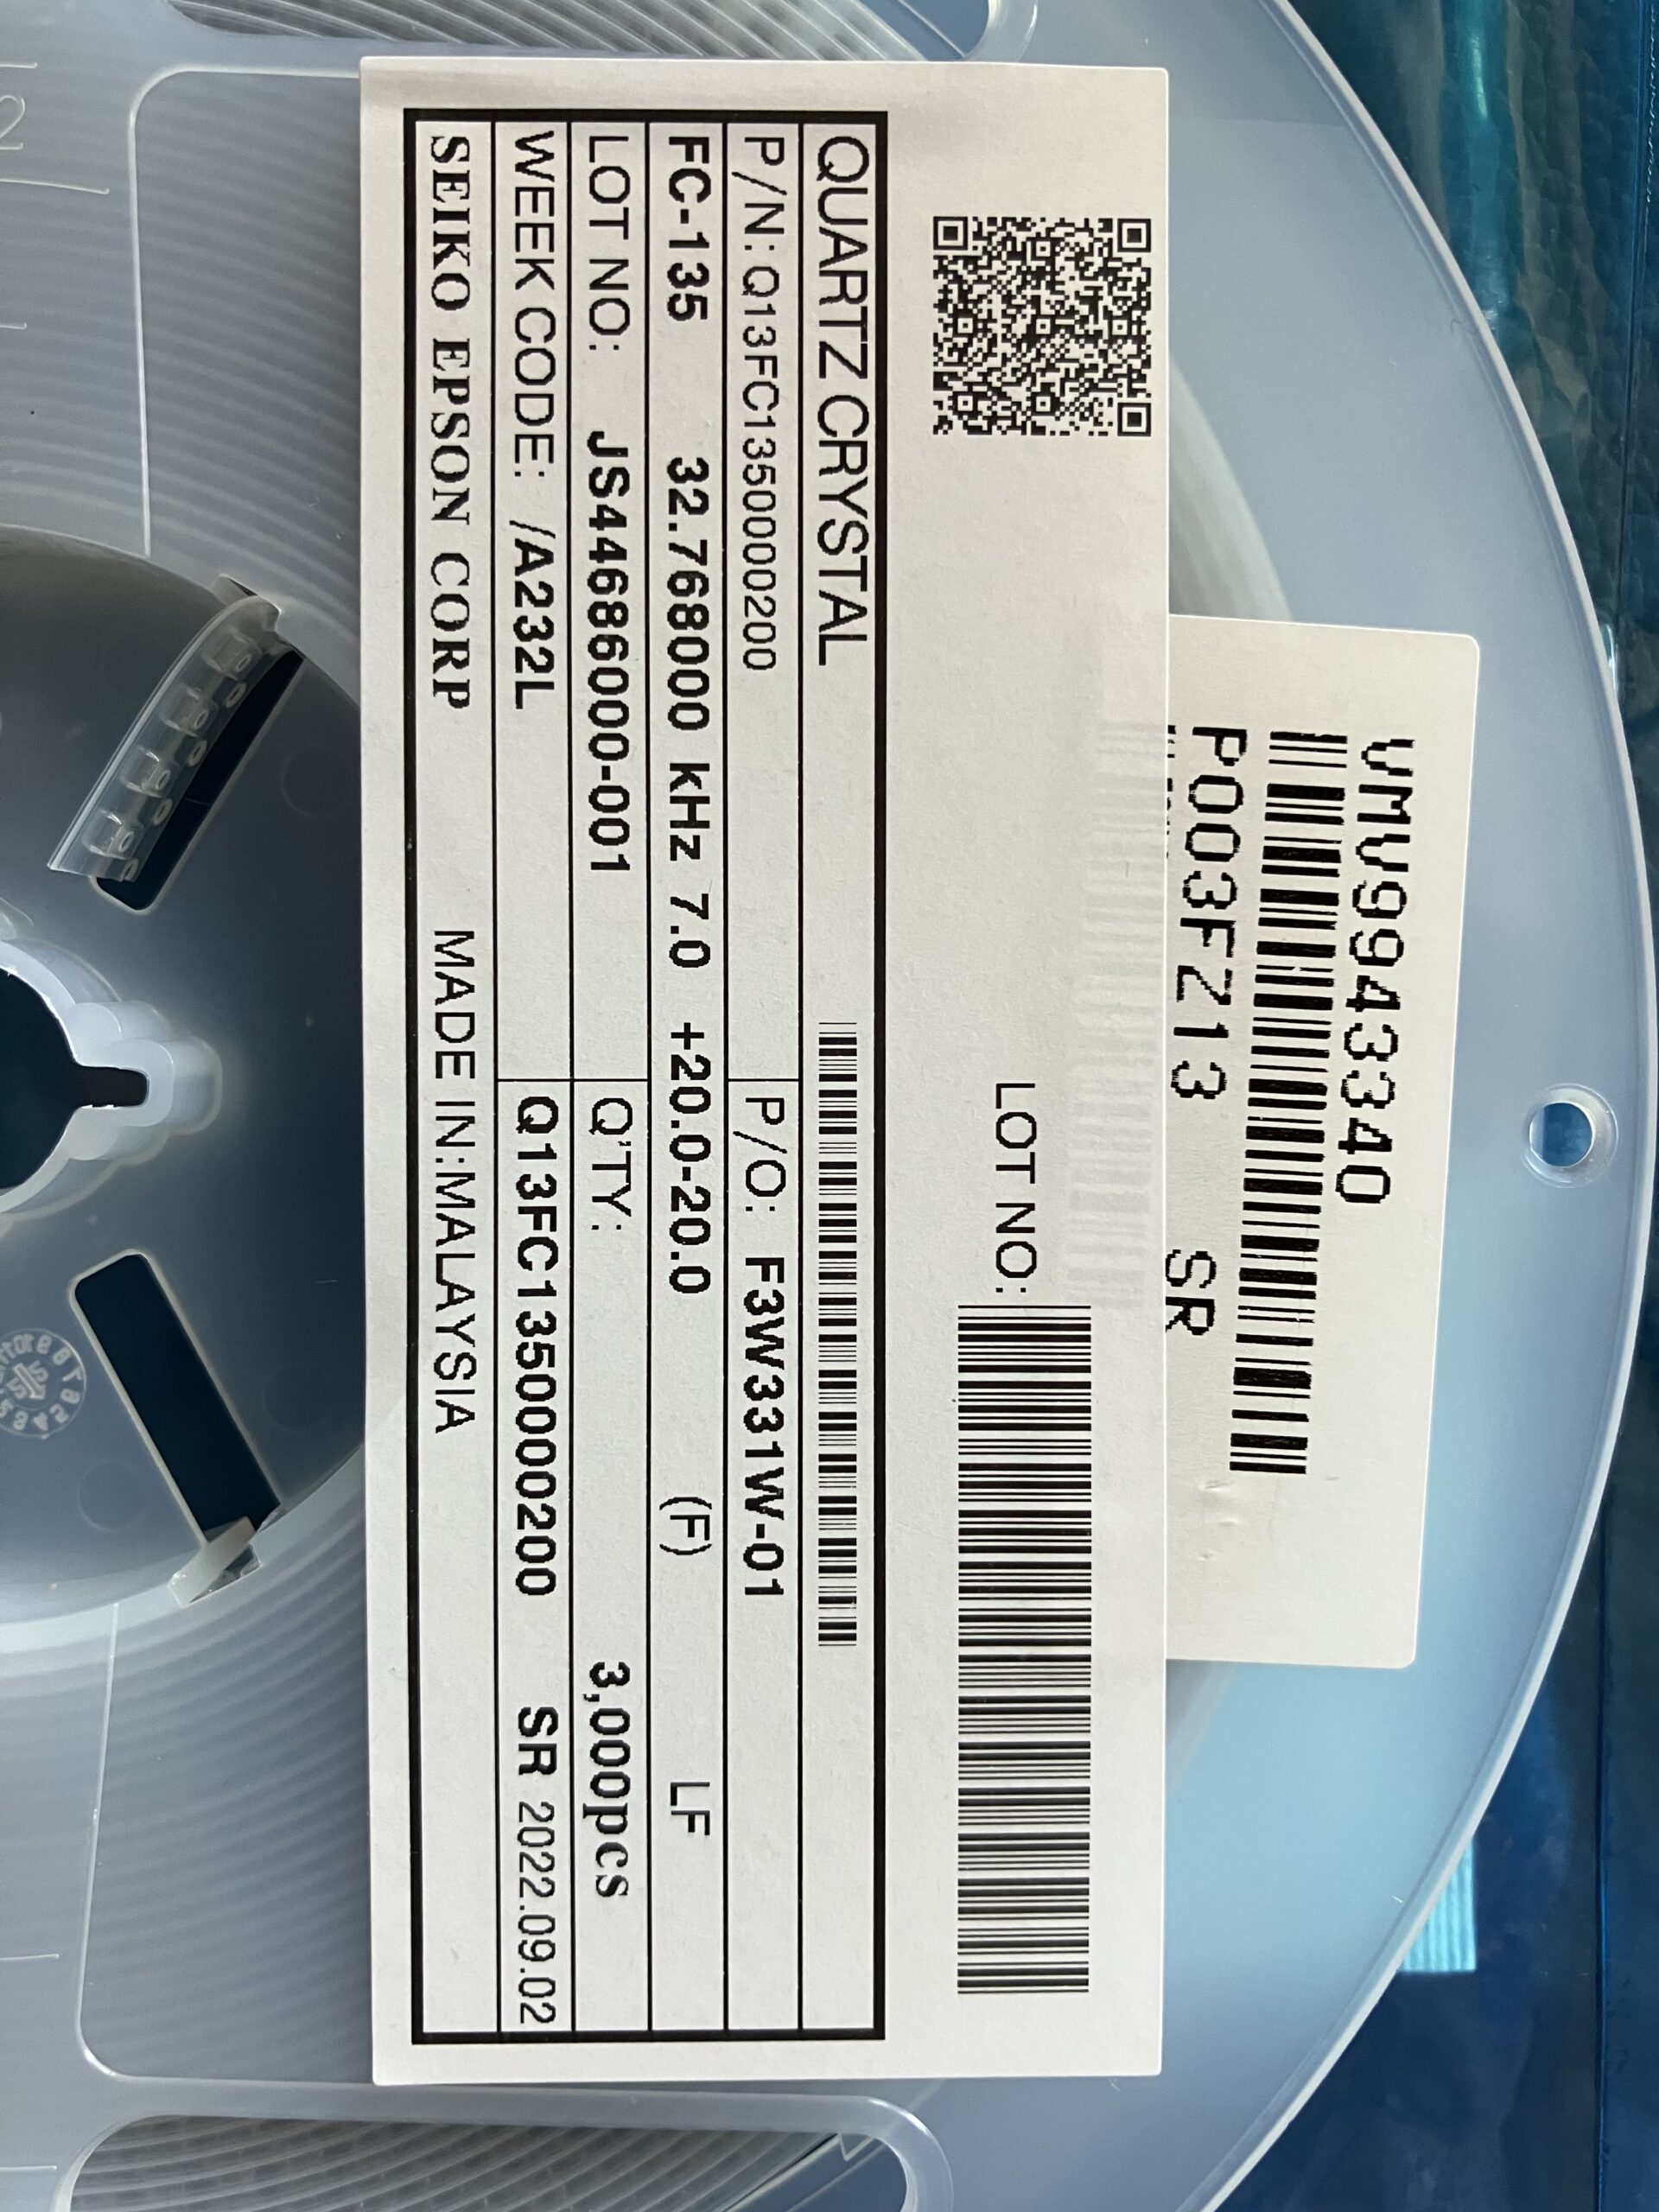 VMV9943340
P003FZ13 SR
LOT NO:
QUARTZ CRYSTAL
P/N: Q13FC1350000200 P/O: F3W331W-01
FC-135 32.768000 kHz 7.0 +20.0-20.0 (F) LF
LOT NO: JS44686000-001 Q'TY: 3,000pcs
WEEK CODE: /A232L Q13FC1350000200 SR 2022.09.02
SEIKO EPSON CORP MADE IN:MALAYSIA